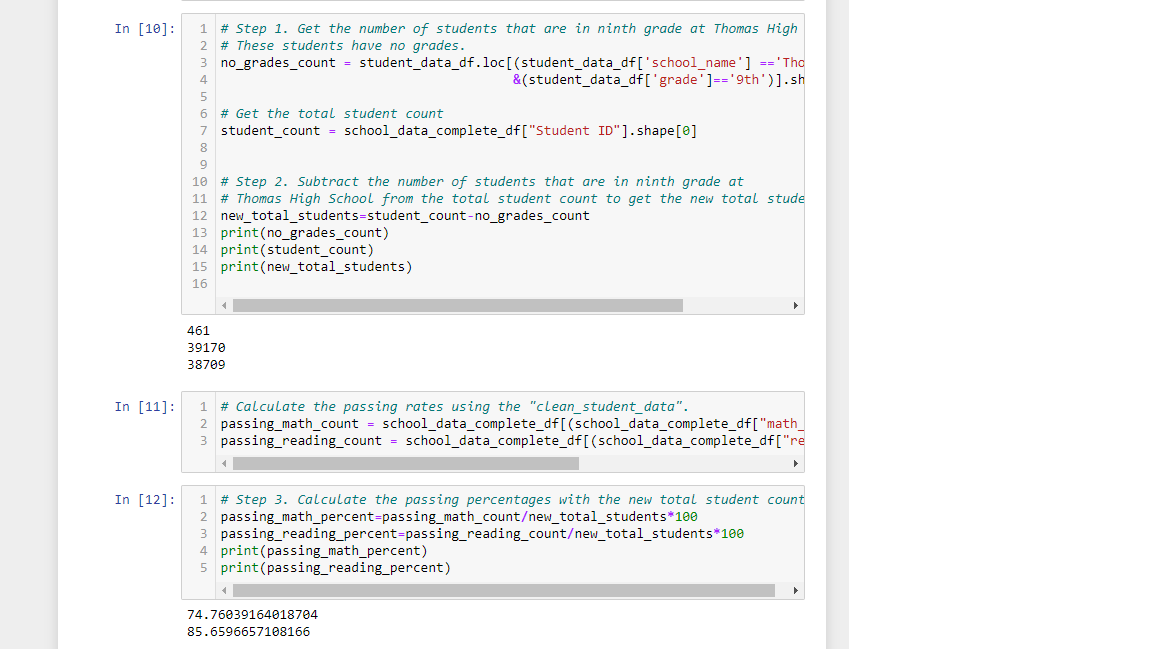 In [10]:
1 # Step 1. Get the number of students that are in ninth grade at Thomas High
2 # These students have no grades.
3 no_grades_count = student_data_df.loc[(student_data_df['school_name'] =='Tho
4 &(student_data_df['grade']=='9th')].sh
5
6 # Get the total student count
7 student_count = school_data_complete_df["Student ID"].shape[0]
8
9
10 # Step 2. Subtract the number of students that are in ninth grade at
11 # Thomas High School from the total student count to get the new total stude
12 new_total_students=student_count-no_grades_count
13 print(no_grades_count)
14 print(student_count)
15 print(new_total_students)
16
461
39170
38709
In [11]:
1 # Calculate the passing rates using the "clean_student_data".
2 passing_math_count = school_data_complete_df[(school_data_complete_df["math_
3 passing_reading_count = school_data_complete_df[(school_data_complete_df["re
In [12]:
1 # Step 3. Calculate the passing percentages with the new total student count
2 passing_math_percent=passing_math_count/new_total_students*100
3 passing_reading_percent=passing_reading_count/new_total_students*100
4 print(passing_math_percent)
5 print(passing_reading_percent)
74.76039164018704
85.6596657108166